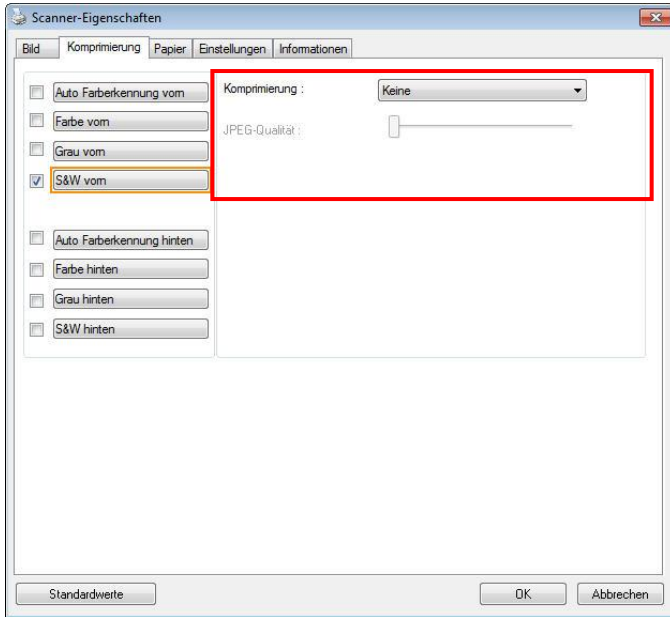 Scanner-Eigenschaften
Bild Komprimierung Papier Einstellungen Informationen
Auto Farberkennung vorn
Farbe vorn
Grau vorn
S&W vorn
Auto Farberkennung hinten
Farbe hinten
Grau hinten
S&W hinten
Komprimierung : Keine
JPEG-Qualität :
Standardwerte OK Abbrechen